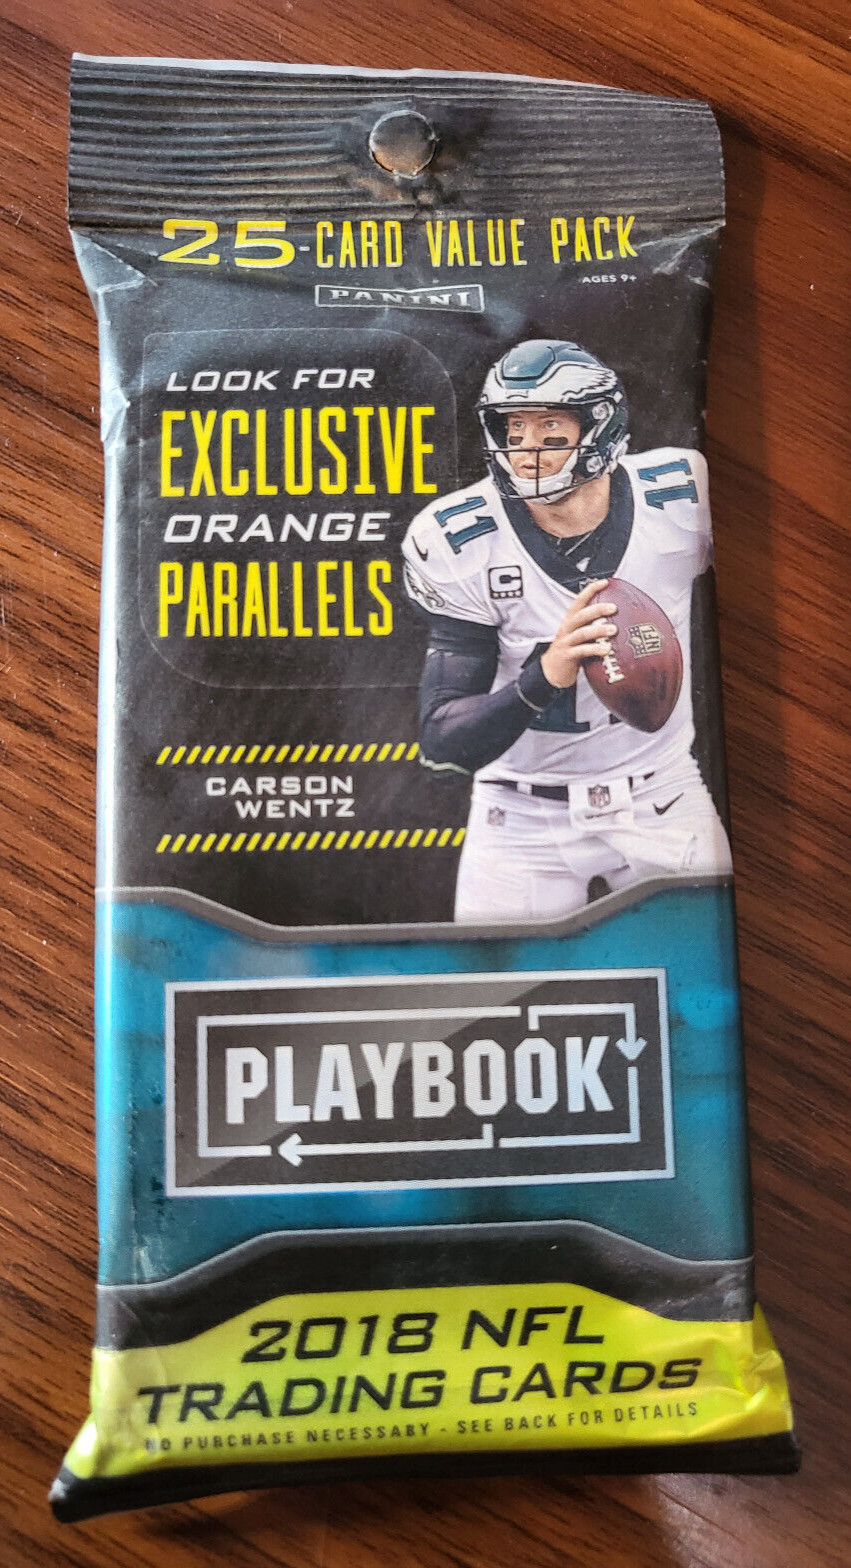 25-CARD VALUE PACK
AGES 9+
PANINI
LOOK FOR
EXCLUSIVE
ORANGE
PARALLELS
11
11
C
NFL
CARSON
WENTZ
PLAYBOOK
2018 NFL
TRADING CARDS
NO PURCHASE NECESSARY - SEE BACK FOR DETAILS